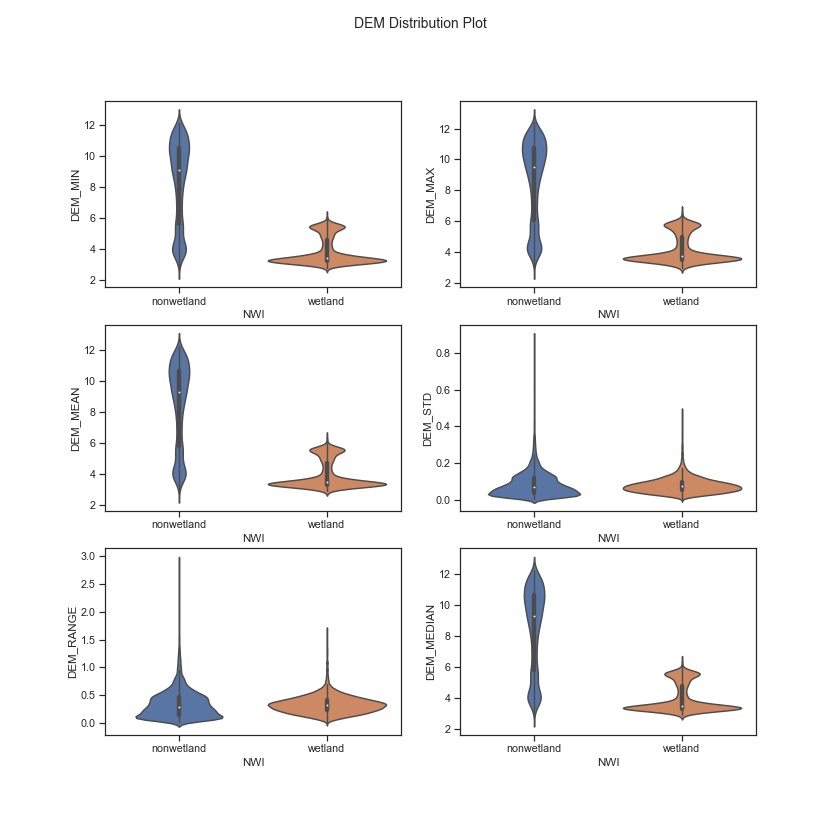 DEM Distribution Plot
12
10
8
6
4
2
DEM_MIN
nonwetland wetland
NWI
12
10
8
6
4
2
DEM_MAX
nonwetland wetland
NWI
12
10
8
6
4
2
DEM_MEAN
nonwetland wetland
NWI
0.8
0.6
0.4
0.2
0.0
DEM_STD
nonwetland wetland
NWI
3.0
2.5
2.0
1.5
1.0
0.5
0.0
DEM_RANGE
nonwetland wetland
NWI
12
10
8
6
4
2
DEM_MEDIAN
nonwetland wetland
NWI